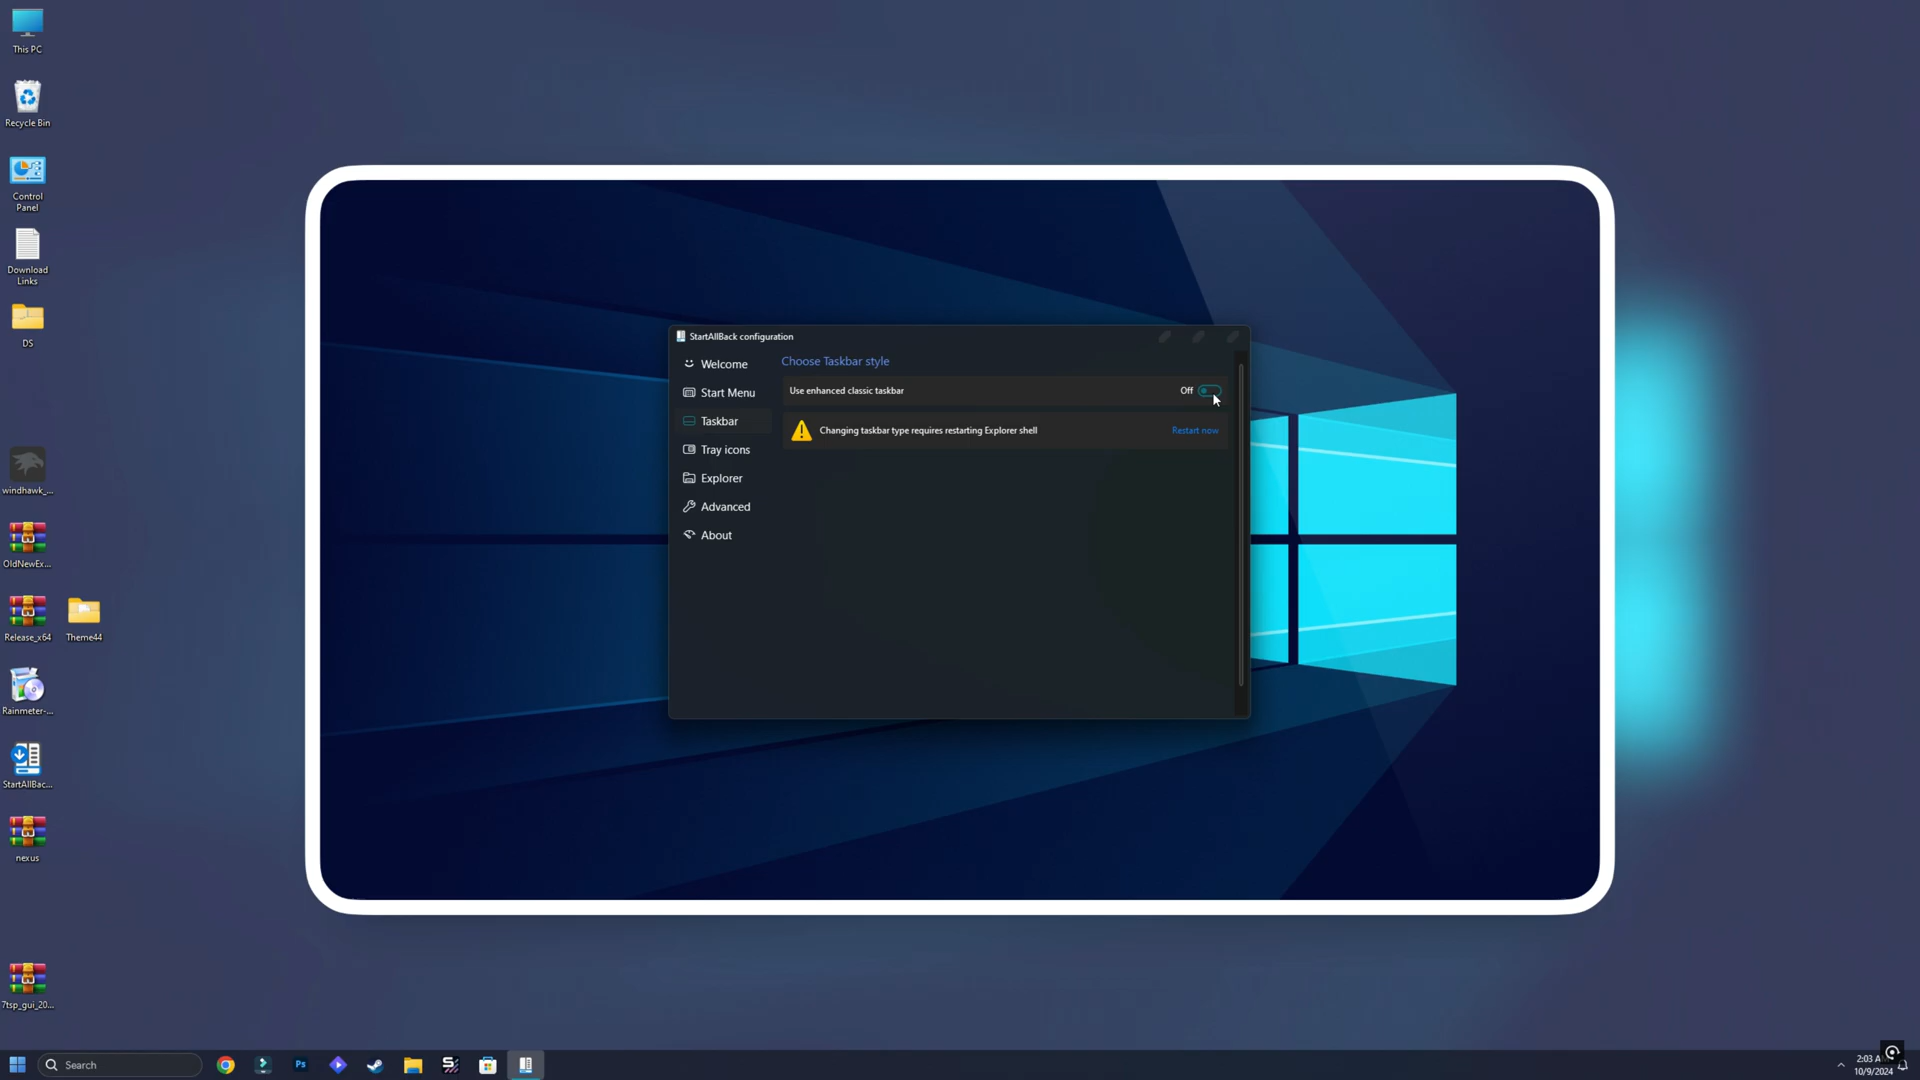 This PC
Recycle Bin
Control
Panel
Download
Links
DS
windhawk_...
OldNewEx...
Release_x64
Theme44
Rainmeter-...
StartAllBac...
nexus
7tsp_gui_20...
StartAllBack configuration
Welcome
Start Menu
Taskbar
Tray icons
Explorer
Advanced
About
Choose Taskbar style
Use enhanced classic taskbar
Off
Changing taskbar type requires restarting Explorer shell
Restart now
Search
Ps
2:03 A
10/9/2024